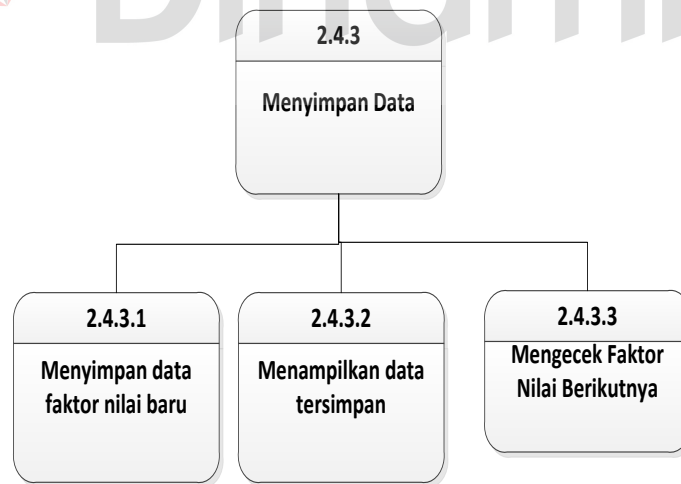 2.4.3
Menyimpan Data
2.4.3.1
Menyimpan data
faktor nilai baru
2.4.3.2
Menampilkan data
tersimpan
2.4.3.3
Mengecek Faktor
Nilai Berikutnya